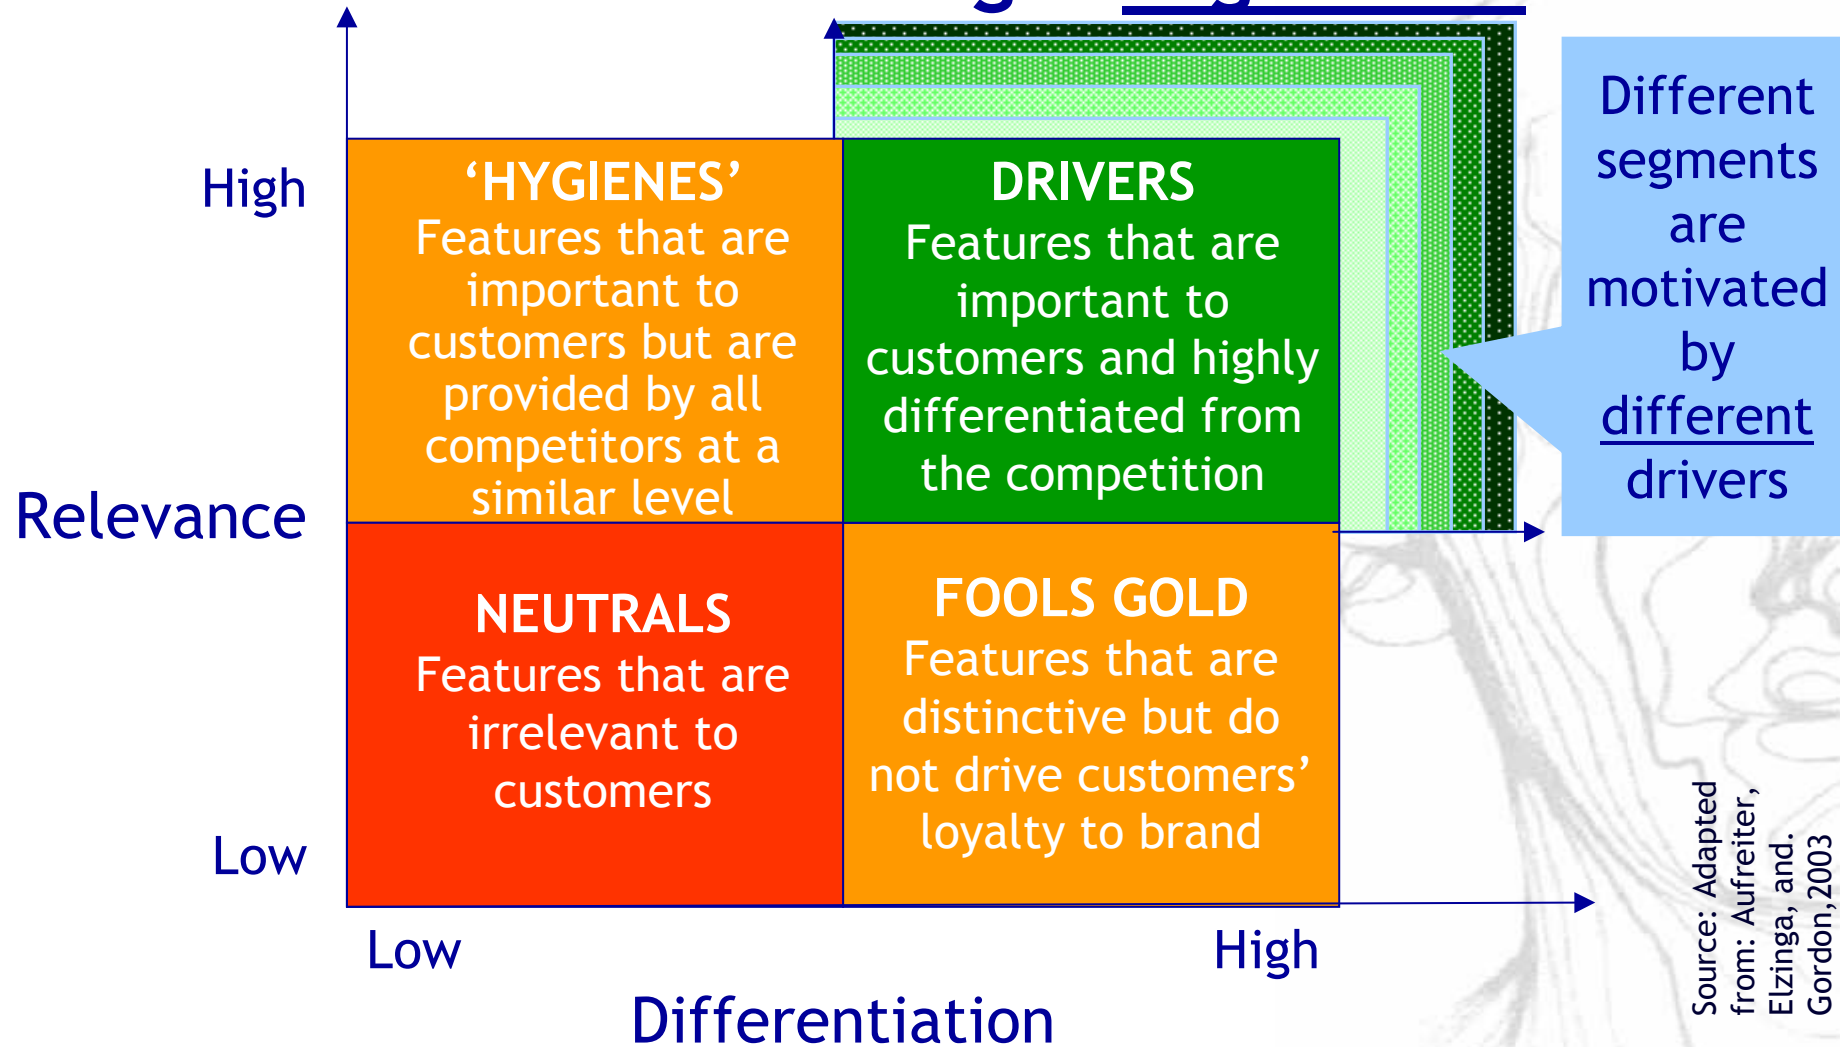 High
‘HYGIENES’
Features that are
important to
customers but are
provided by all
competitors at a
similar level
DRIVERS
Features that are
important to
customers and highly
differentiated from
the competition
Different
segments
are
motivated
by
different
drivers
Relevance
NEUTRALS
Features that are
irrelevant to
customers
FOOLS GOLD
Features that are
distinctive but do
not drive customers’
loyalty to brand
Low
Low
High
Differentiation
Source: Adapted
from: Aufreiter,
Elzinga, and.
Gordon,2003